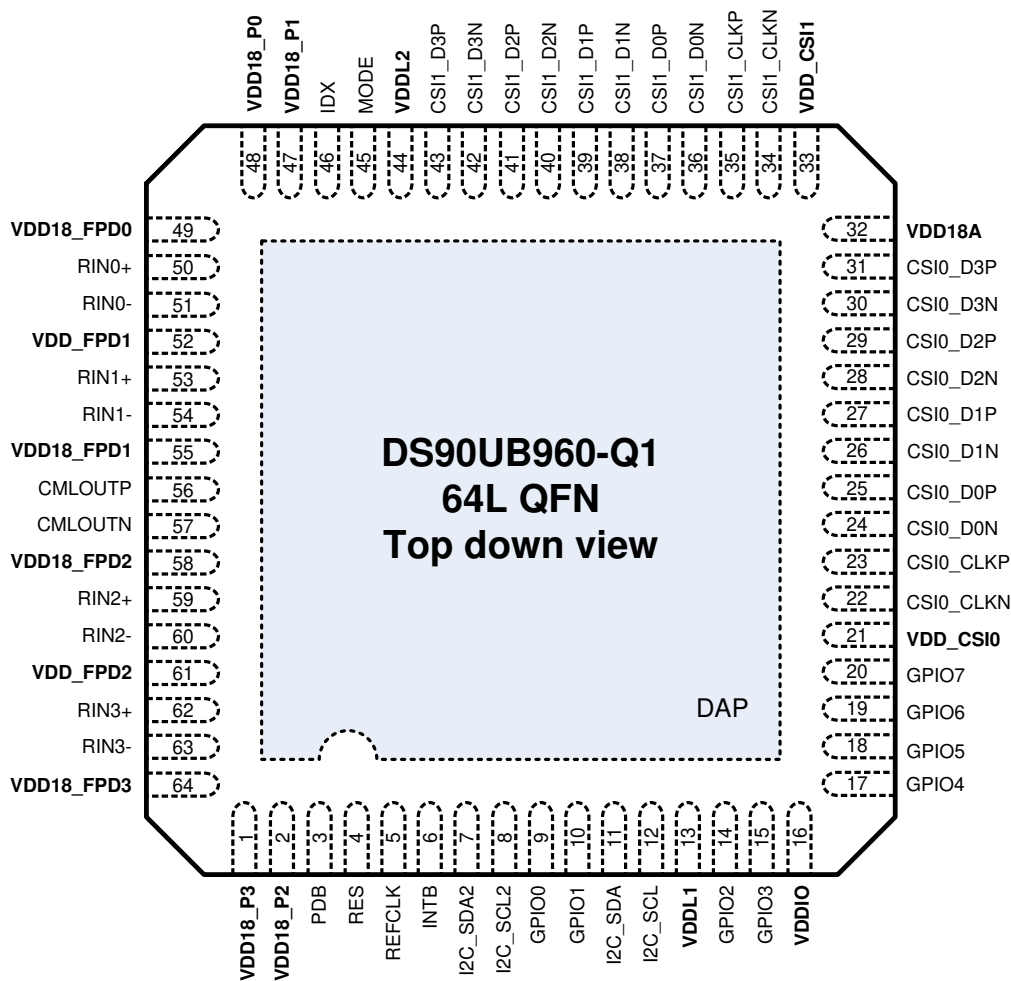 VDD18_P0
VDD18_P1
IDX
MODE
VDDL2
CSI1_D3P
CSI1_D3N
CSI1_D2P
CSI1_D2N
CSI1_D1P
CSI1_D1N
CSI1_D0P
CSI1_D0N
CSI1_CLKP
CSI1_CLKN
VDD_CSI1
48
47
46
45
44
43
42
41
40
39
38
37
36
35
34
33
VDD18_FPD0 49
RIN0+ 50
RIN0- 51
VDD_FPD1 52
RIN1+ 53
RIN1- 54
VDD18_FPD1 55
CMLOUTP 56
CMLOUTN 57
VDD18_FPD2 58
RIN2+ 59
RIN2- 60
VDD_FPD2 61
RIN3+ 62
RIN3- 63
VDD18_FPD3 64
DS90UB960-Q1
64L QFN
Top down view
DAP
32 VDD18A
31 CSI0_D3P
30 CSI0_D3N
29 CSI0_D2P
28 CSI0_D2N
27 CSI0_D1P
26 CSI0_D1N
25 CSI0_D0P
24 CSI0_D0N
23 CSI0_CLKP
22 CSI0_CLKN
21 VDD_CSI0
20 GPIO7
19 GPIO6
18 GPIO5
17 GPIO4
1
2
3
4
5
6
7
8
9
10
11
12
13
14
15
16
VDD18_P3
VDD18_P2
PDB
RES
REFCLK
INTB
I2C_SDA2
I2C_SCL2
GPIO0
GPIO1
I2C_SDA
I2C_SCL
VDDL1
GPIO2
GPIO3
VDDIO